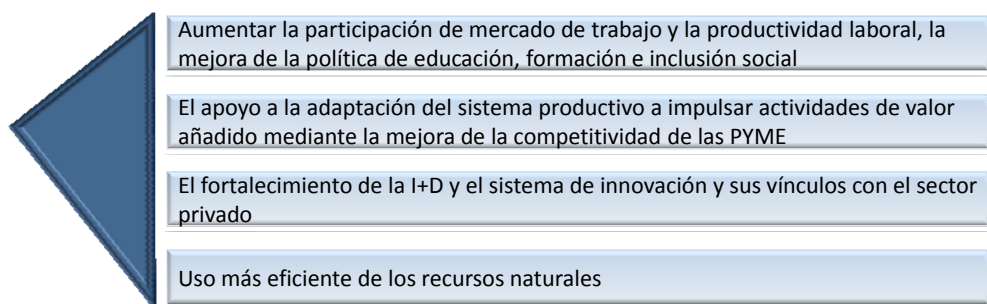 Aumentar la participación de mercado de trabajo y la productividad laboral, la
mejora de la política de educación, formación e inclusión social
El apoyo a la adaptación del sistema productivo a impulsar actividades de valor
añadido mediante la mejora de la competitividad de las PYME
El fortalecimiento de la I+D y el sistema de innovación y sus vínculos con el sector
privado
Uso más eficiente de los recursos naturales